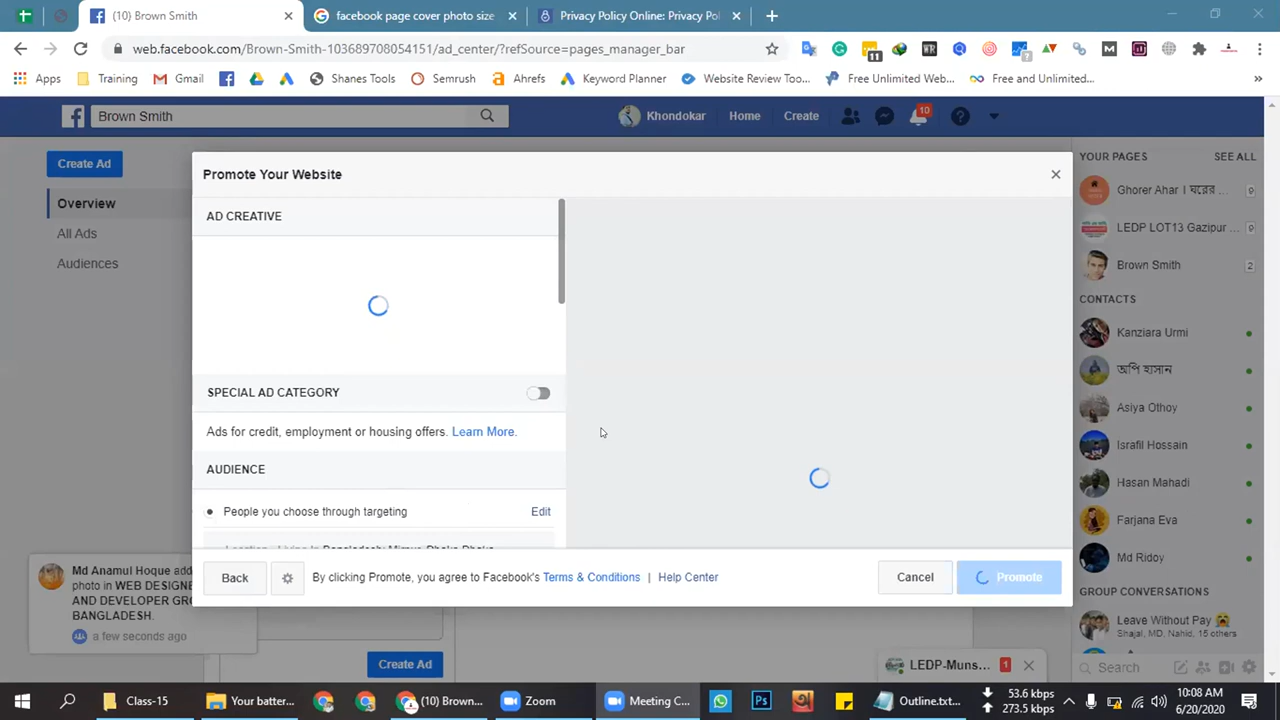 (10) Brown Smith
facebook page cover photo size
Privacy Policy Online: Privacy Pol
web.facebook.com/Brown-Smith-103689708054151/ad_center/?refSource=pages_manager_bar
11
?
Apps
Training
Gmail
Shanes Tools
Semrush
Ahrefs
Keyword Planner
Website Review Too...
Free Unlimited Web...
Free and Unlimited...
»
Brown Smith
Khondokar
Home
Create
10
Create Ad
Overview
All Ads
Audiences
Promote Your Website
AD CREATIVE
SPECIAL AD CATEGORY
Ads for credit, employment or housing offers. Learn More.
AUDIENCE
People you choose through targeting
Edit
Back
By clicking Promote, you agree to Facebook's Terms & Conditions | Help Center
Cancel
Promote
YOUR PAGES
SEE ALL
Ghorer Ahar । ঘরের ...
9
LEDP LOT13 Gazipur ...
9
Brown Smith
2
CONTACTS
Kanziara Urmi
অপি হাসান
Asiya Othoy
Israfil Hossain
Hasan Mahadi
Farjana Eva
Md Ridoy
GROUP CONVERSATIONS
Leave Without Pay
Shajal, MD, Nahid, 15 others
Search
Md Anamul Hoque add
photo in WEB DESIGNE
AND DEVELOPER GR
BANGLADESH.
a few seconds ago
Create Ad
LEDP-Muns...
1
Class-15
Your batter...
(10) Brown...
Zoom
Meeting C...
Ps
Outline.txt...
53.6 kbps
273.5 kbps
10:08 AM
6/20/2020